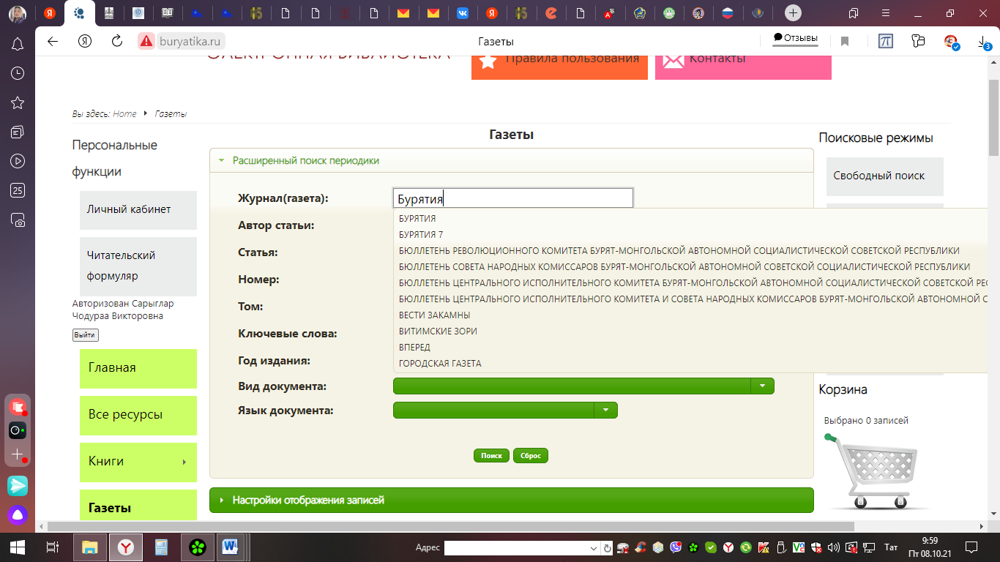 buryatika.ru
Газеты
Отзывы
3
25
ЭЛЕКТРОННАЯ БИБЛИОТЕКА
Правила пользования
Контакты
Вы здесь: Home Газеты
Персональные
функции
Личный кабинет
Читательский
формуляр
Авторизован Сарыглар
Чодураа Викторовна
Выйти
Главная
Все ресурсы
Книги
Газеты
Газеты
Расширенный поиск периодики
Журнал(газета): Бурятия
Автор статьи:
Статья:
Номер:
Том:
Ключевые слова:
Год издания:
Вид документа:
Язык документа:
БУРЯТИЯ
БУРЯТИЯ 7
БЮЛЛЕТЕНЬ РЕВОЛЮЦИОННОГО КОМИТЕТА БУРЯТ-МОНГОЛЬСКОЙ АВТОНОМНОЙ СОЦИАЛИСТИЧЕСКОЙ СОВЕТСКОЙ РЕСПУБЛИКИ
БЮЛЛЕТЕНЬ СОВЕТА НАРОДНЫХ КОМИССАРОВ БУРЯТ-МОНГОЛЬСКОЙ АВТОНОМНОЙ СОВЕТСКОЙ СОЦИАЛИСТИЧЕСКОЙ РЕСПУБЛИКИ
БЮЛЛЕТЕНЬ ЦЕНТРАЛЬНОГО ИСПОЛНИТЕЛЬНОГО КОМИТЕТА БУРЯТ-МОНГОЛЬСКОЙ АВТОНОМНОЙ СОЦИАЛИСТИЧЕСКОЙ СОВЕТСКОЙ РЕС
БЮЛЛЕТЕНЬ ЦЕНТРАЛЬНОГО ИСПОЛНИТЕЛЬНОГО КОМИТЕТА И СОВЕТА НАРОДНЫХ КОМИССАРОВ БУРЯТ-МОНГОЛЬСКОЙ АВТОНОМНОЙ С
ВЕСТИ ЗАКАМНЫ
ВИТИМСКИЕ ЗОРИ
ВПЕРЕД
ГОРОДСКАЯ ГАЗЕТА
Поиск Сброс
Настройки отображения записей
Поисковые режимы
Свободный поиск
Корзина
Выбрано 0 записей
Адрес
Тат
9:59
Пт 08.10.21